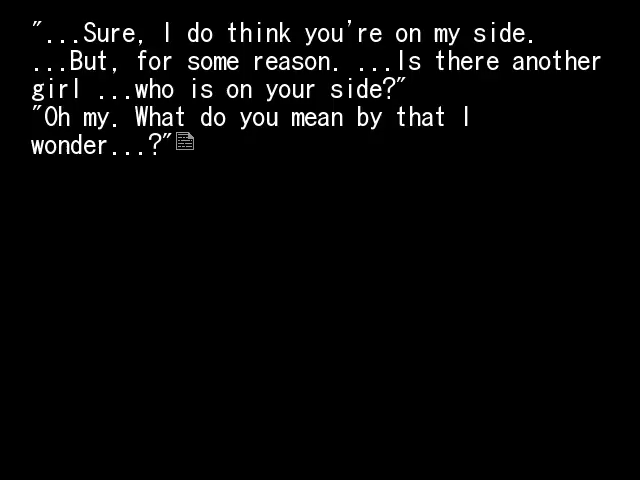 "...Sure, I do think you're on my side.
...But, for some reason. ...Is there another
girl ...who is on your side?"
"Oh my. What do you mean by that I
wonder...?"